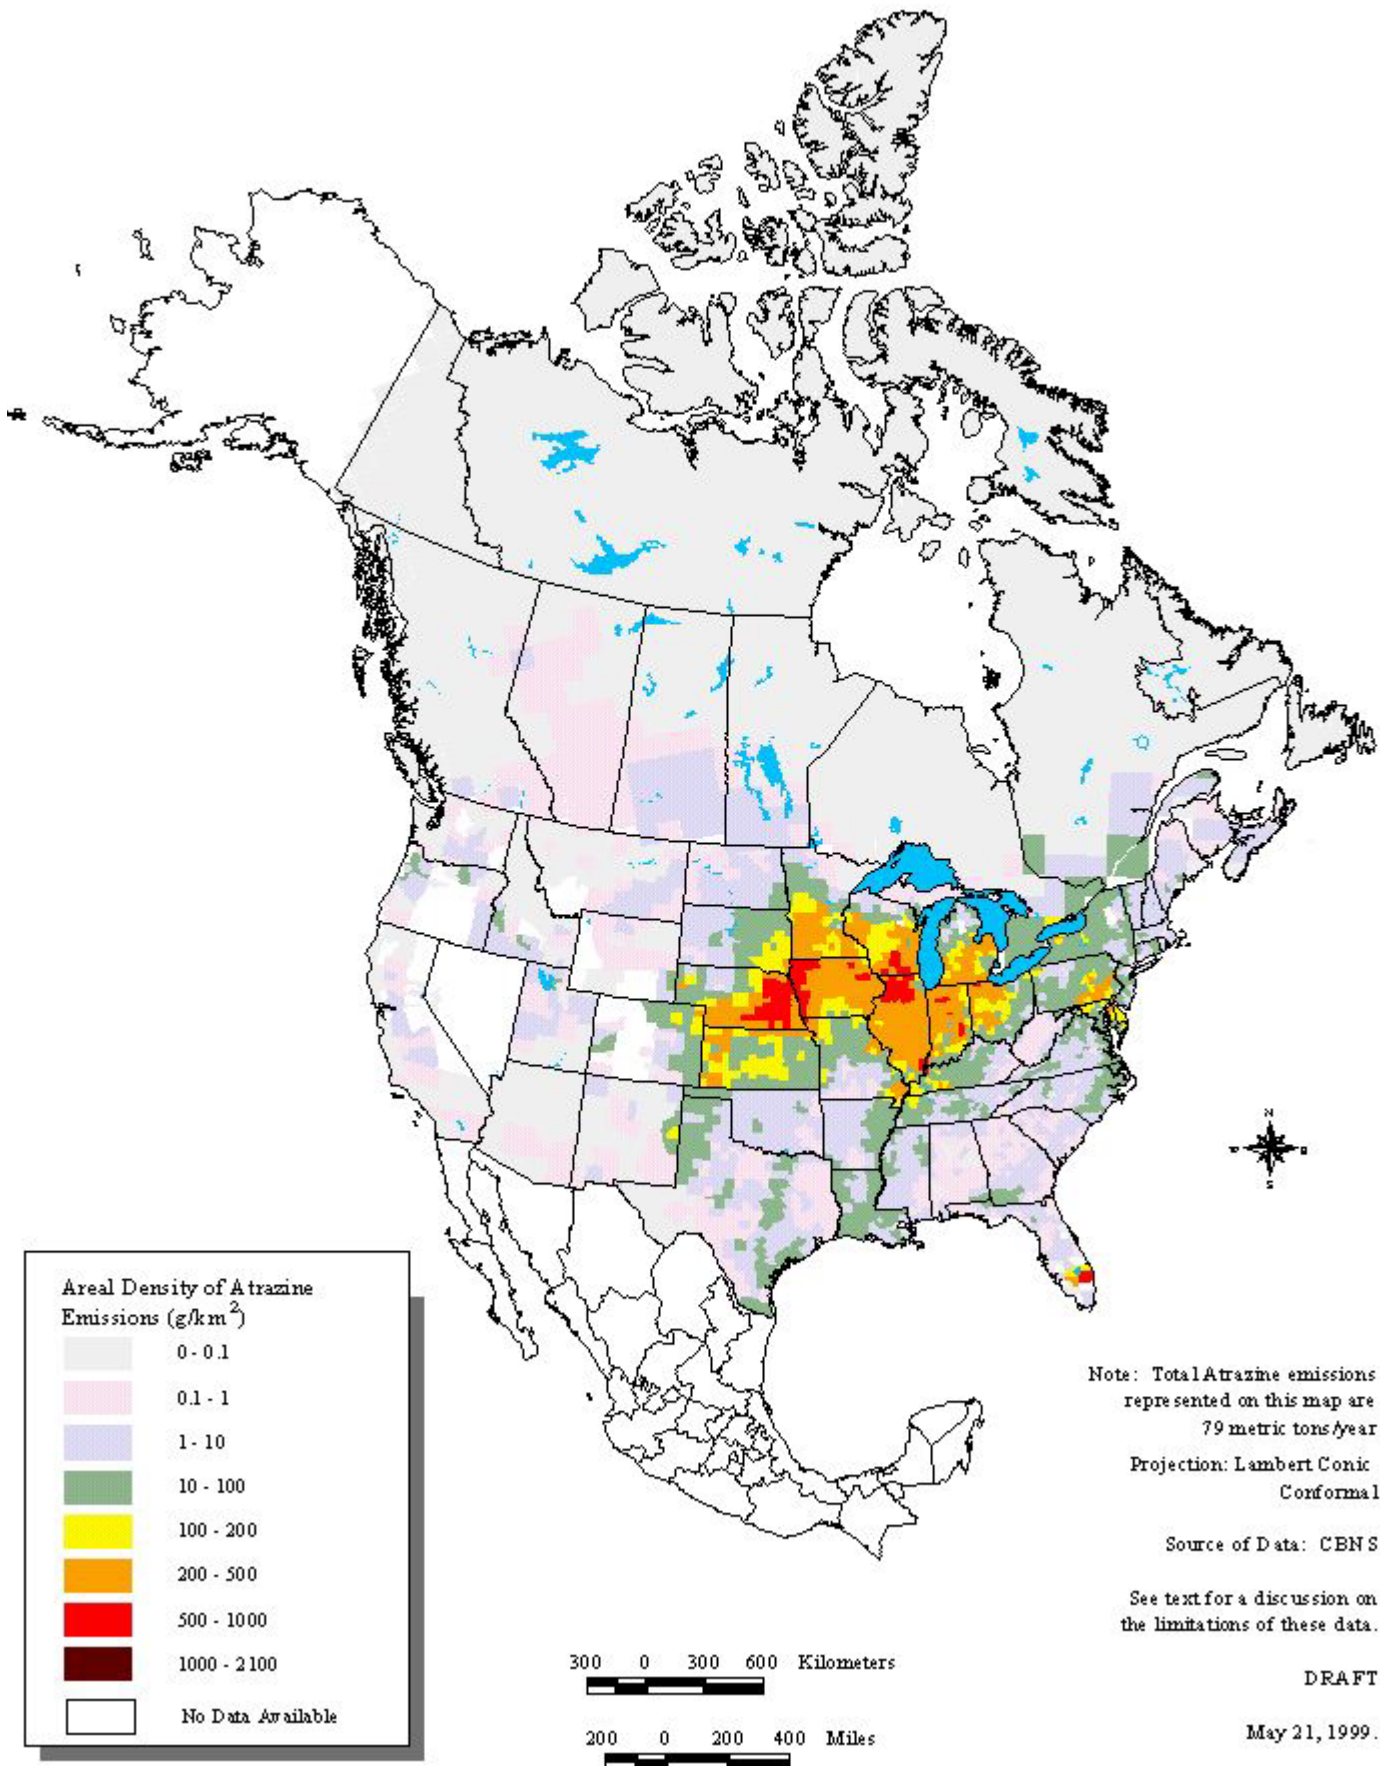 N
S
Areal Density of Atrazine
Emissions (g/km2)
0 - 0.1
0.1 - 1
1 - 10
10 - 100
100 - 200
200 - 500
500 - 1000
1000 - 2100
No Data Available
Note: Total Atrazine emissions
represented on this map are
79 metric tons/year
Projection: Lambert Conic
Conformal
Source of Data: CBNS
See text for a discussion on
the limitations of these data.
DRAFT
May 21, 1999.
300 0 300 600 Kilometers
200 0 200 400 Miles